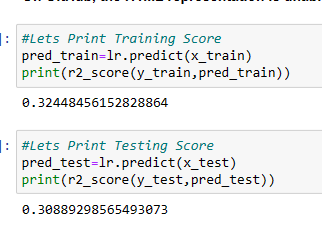 ]: #Lets Print Training Score
pred_train=lr.predict(x_train)
print(r2_score(y_train,pred_train))
0.32448456152828864
]: #Lets Print Testing Score
pred_test=lr.predict(x_test)
print(r2_score(y_test,pred_test))
0.30889298565493073